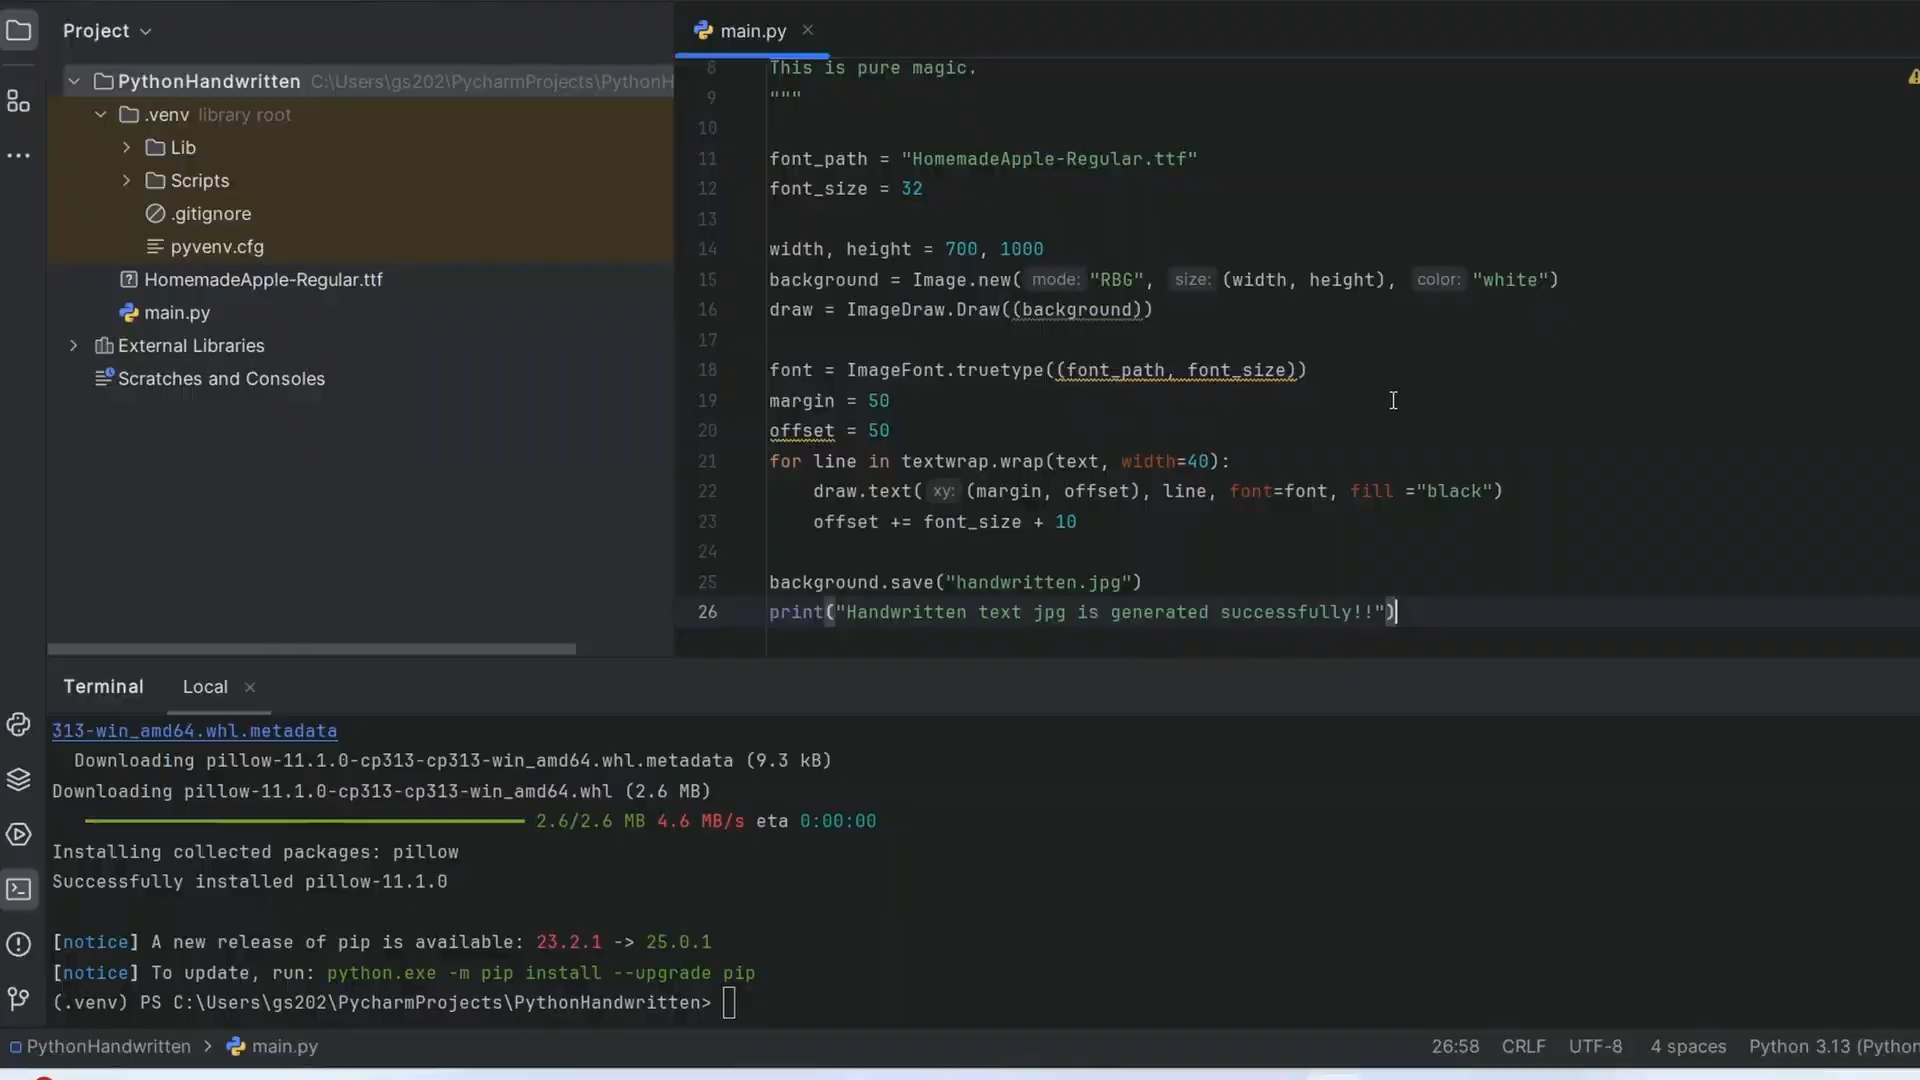 Project
main.py
PythonHandwritten C:\Users\gs202\PycharmProjects\PythonH
.venv library root
Lib
Scripts
.gitignore
pyvenv.cfg
HomemadeApple-Regular.ttf
main.py
External Libraries
Scratches and Consoles
8 This is pure magic.
9 """
10
11 font_path = "HomemadeApple-Regular.ttf"
12 font_size = 32
13
14 width, height = 700, 1000
15 background = Image.new( mode: "RBG", size: (width, height), color: "white")
16 draw = ImageDraw.Draw((background))
17
18 font = ImageFont.truetype((font_path, font_size))
19 margin = 50
20 offset = 50
21 for line in textwrap.wrap(text, width=40):
22 draw.text( xy: (margin, offset), line, font=font, fill ="black")
23 offset += font_size + 10
24
25 background.save("handwritten.jpg")
26 print("Handwritten text jpg is generated successfully!!")
Terminal Local
313-win_amd64.whl.metadata
Downloading pillow-11.1.0-cp313-cp313-win_amd64.whl.metadata (9.3 kB)
Downloading pillow-11.1.0-cp313-cp313-win_amd64.whl (2.6 MB)
2.6/2.6 MB 4.6 MB/s eta 0:00:00
Installing collected packages: pillow
Successfully installed pillow-11.1.0
[notice] A new release of pip is available: 23.2.1 -> 25.0.1
[notice] To update, run: python.exe -m pip install --upgrade pip
(.venv) PS C:\Users\gs202\PycharmProjects\PythonHandwritten>
PythonHandwritten > main.py
26:58 CRLF UTF-8 4 spaces Python 3.13 (Python